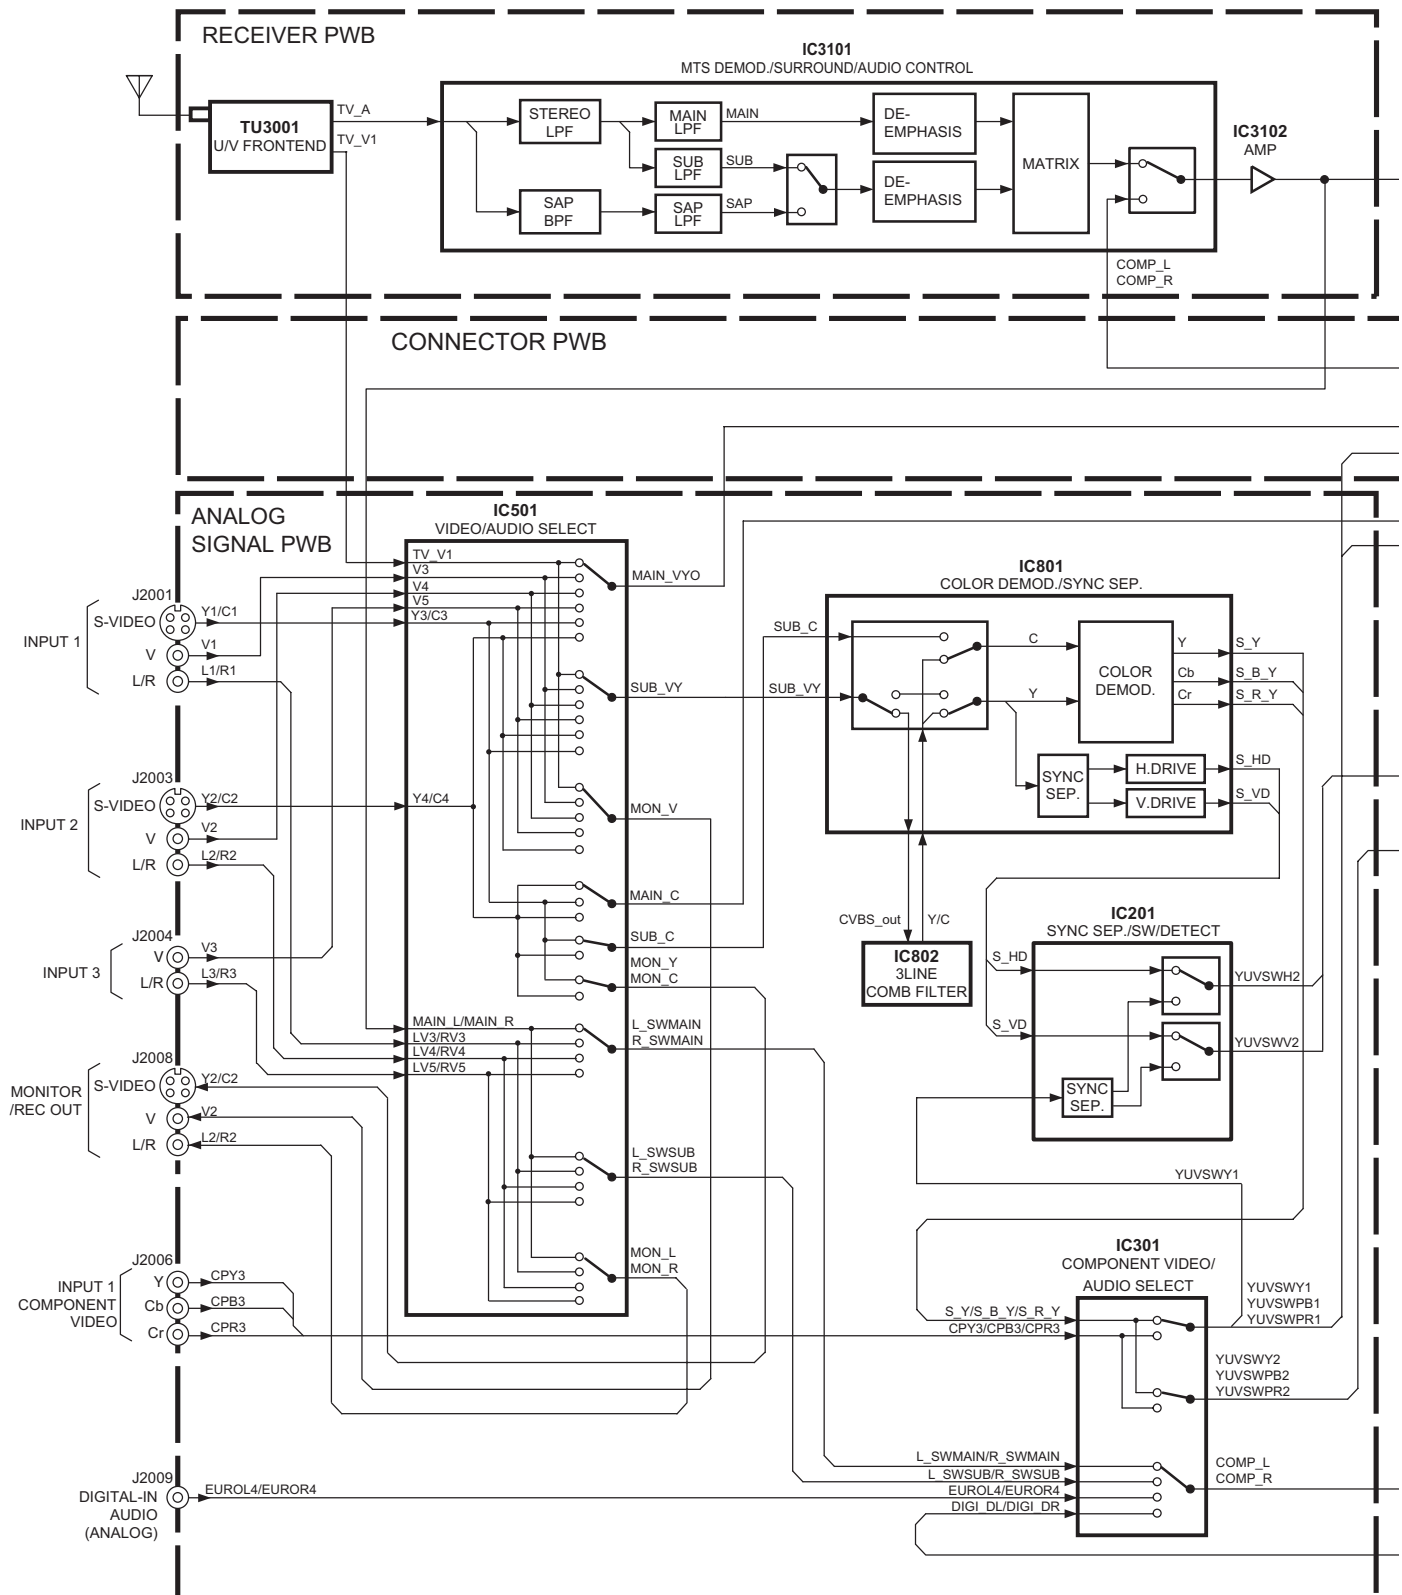 RECEIVER PWB
IC3101
MTS DEMOD./SURROUND/AUDIO CONTROL
TU3001
U/V FRONTEND
TV_A
TV_V1
STEREO
LPF
MAIN
LPF
MAIN
SUB
LPF
SUB
SAP
BPF
SAP
LPF
SAP
DE-
EMPHASIS
DE-
EMPHASIS
MATRIX
IC3102
AMP
COMP_L
COMP_R
CONNECTOR PWB
ANALOG
SIGNAL PWB
IC501
VIDEO/AUDIO SELECT
TV_V1
V3
V4
V5
Y3/C3
Y4/C4
MAIN_VYO
SUB_VY
MON_V
MAIN_C
SUB_C
MON_Y
MON_C
MAIN_L/MAIN_R
LV3/RV3
LV4/RV4
LV5/RV5
L_SWMAIN
R_SWMAIN
L_SWSUB
R_SWSUB
MON_L
MON_R
J2001
INPUT 1
S-VIDEO
Y1/C1
V
V1
L/R
L1/R1
J2003
INPUT 2
S-VIDEO
Y2/C2
V
V2
L/R
L2/R2
J2004
INPUT 3
V
V3
L/R
L3/R3
J2008
MONITOR
/REC OUT
S-VIDEO
Y2/C2
V
V2
L/R
L2/R2
J2006
INPUT 1
COMPONENT
VIDEO
Y
CPY3
Cb
CPB3
Cr
CPR3
J2009
DIGITAL-IN
AUDIO
(ANALOG)
EUROL4/EUROR4
IC801
COLOR DEMOD./SYNC SEP.
SUB_C
SUB_VY
C
Y
COLOR
DEMOD.
Y
Cb
Cr
S_Y
S_B_Y
S_R_Y
SYNC
SEP.
H.DRIVE
V.DRIVE
S_HD
S_VD
CVBS_out
Y/C
IC802
3LINE
COMB FILTER
IC201
SYNC SEP./SW/DETECT
S_HD
S_VD
SYNC
SEP.
YUVSWH2
YUVSWV2
YUVSWY1
IC301
COMPONENT VIDEO/
AUDIO SELECT
S_Y/S_B_Y/S_R_Y
CPY3/CPB3/CPR3
YUVSWY1
YUVSWPB1
YUVSWPR1
YUVSWY2
YUVSWPB2
YUVSWPR2
L_SWMAIN/R_SWMAIN
L_SWSUB/R_SWSUB
EUROL4/EUROR4
DIGI_DL/DIGI_DR
COMP_L
COMP_R